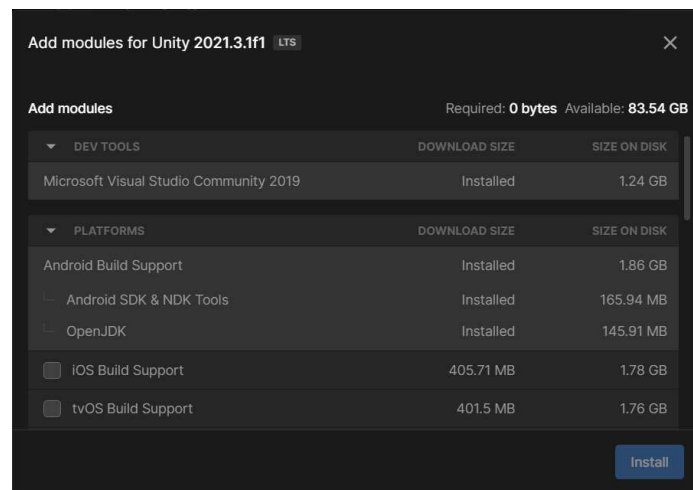 Add modules for Unity 2021.3.1f1 LTS
Add modules Required: 0 bytes Available: 83.54 GB
DEV TOOLS DOWNLOAD SIZE SIZE ON DISK
Microsoft Visual Studio Community 2019 Installed 1.24 GB
PLATFORMS DOWNLOAD SIZE SIZE ON DISK
Android Build Support Installed 1.86 GB
Android SDK & NDK Tools Installed 165.94 MB
OpenJDK Installed 145.91 MB
iOS Build Support 405.71 MB 1.78 GB
tvOS Build Support 401.5 MB 1.76 GB
Install